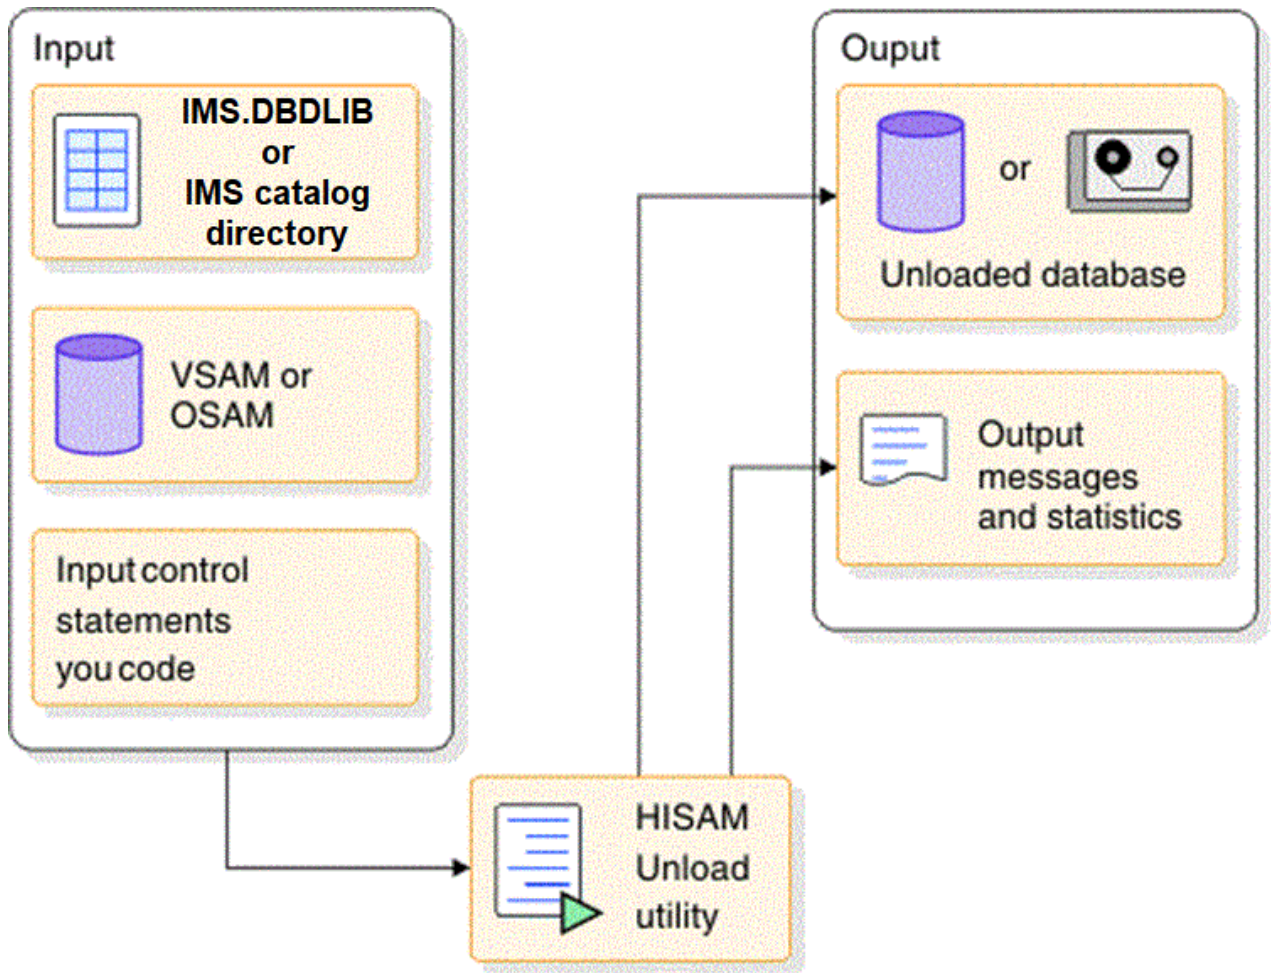 Input
IMS.DBDLIB
or
IMS catalog
directory
VSAM or
OSAM
Input control
statements
you code
HISAM
Unload
utility
Ouput
or
Unloaded database
Output
messages
and statistics